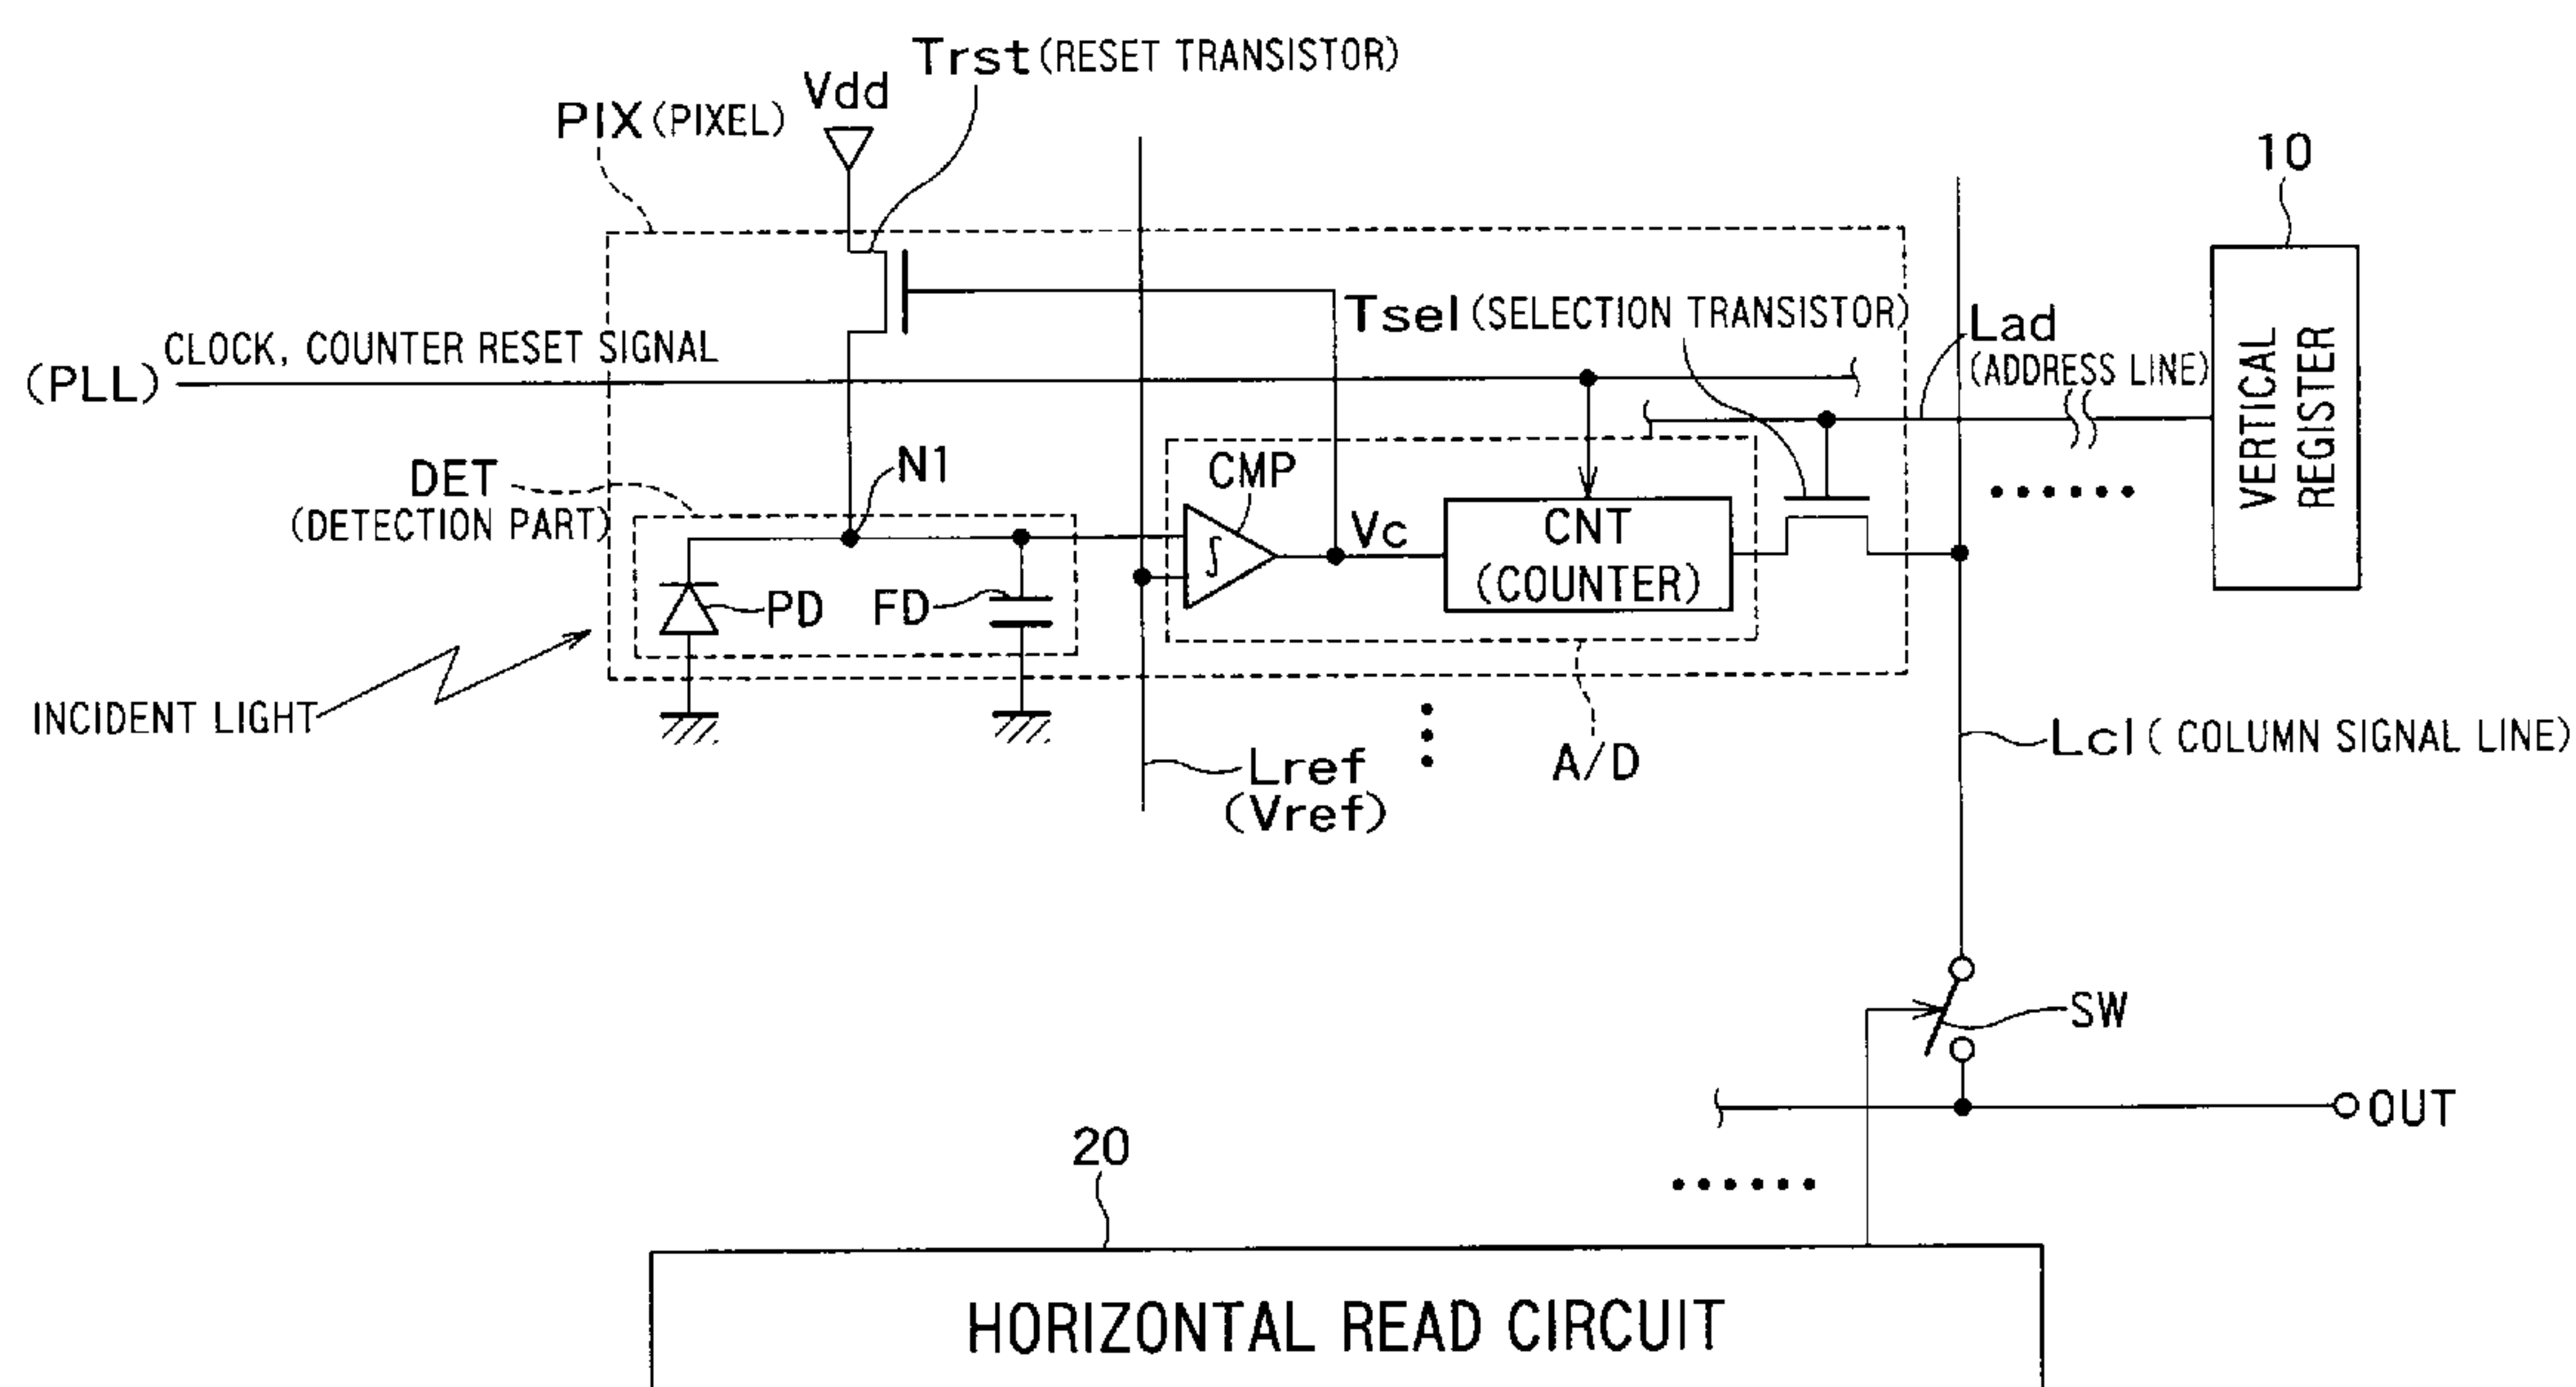 Trst (RESET TRANSISTOR)
Vdd
PIX (PIXEL)
10
Tsel (SELECTION TRANSISTOR)
Lad
(ADDRESS LINE)
VERTICAL
REGISTER
CLOCK, COUNTER RESET SIGNAL
(PLL)
DET
(DETECTION PART)
N1
CMP
Vc
CNT
(COUNTER)
PD
FD
INCIDENT LIGHT
Lref
(Vref)
A/D
Lcl ( COLUMN SIGNAL LINE)
SW
OUT
20
HORIZONTAL READ CIRCUIT